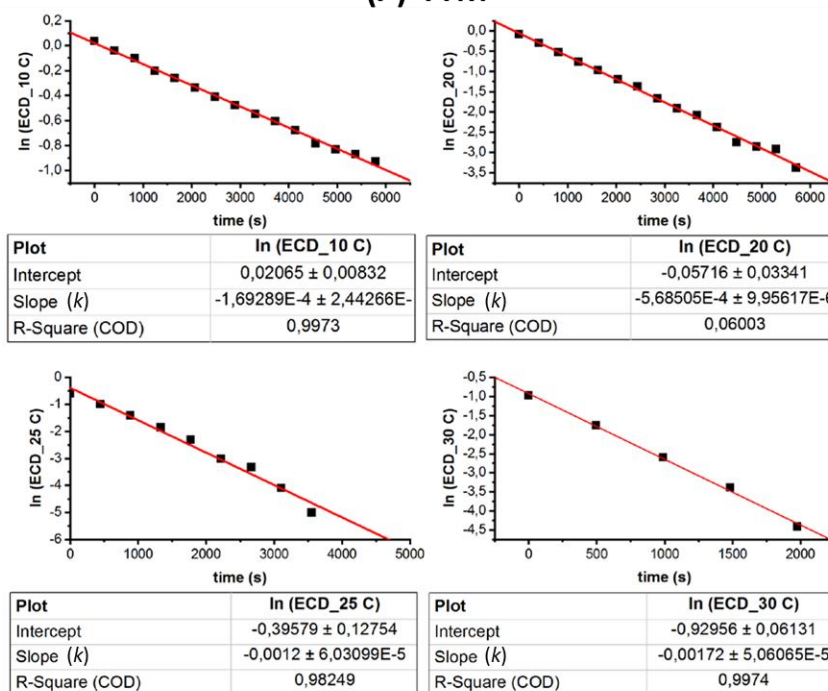 0,2
0,0
-0,2
-0,4
-0,6
-0,8
-1,0
ln (ECD_10 C)
0 1000 2000 3000 4000 5000 6000
time (s)
0,0
-0,5
-1,0
-1,5
-2,0
-2,5
-3,0
-3,5
ln (ECD_20 C)
0 1000 2000 3000 4000 5000 6000
time (s)
Plot ln (ECD_10 C)
Intercept 0,02065 ± 0,00832
Slope (k) -1,69289E-4 ± 2,44266E-
R-Square (COD) 0,9973
Plot ln (ECD_20 C)
Intercept -0,05716 ± 0,03341
Slope (k) -5,68505E-4 ± 9,95617E-6
R-Square (COD) 0,06003
0
-1
-2
-3
-4
-5
-6
ln (ECD_25 C)
0 1000 2000 3000 4000 5000
time (s)
-0,5
-1,0
-1,5
-2,0
-2,5
-3,0
-3,5
-4,0
-4,5
ln (ECD_30 C)
0 500 1000 1500 2000
time (s)
Plot ln (ECD_25 C)
Intercept -0,39579 ± 0,12754
Slope (k) -0,0012 ± 6,03099E-5
R-Square (COD) 0,98249
Plot ln (ECD_30 C)
Intercept -0,92956 ± 0,06131
Slope (k) -0,00172 ± 5,06065E-5
R-Square (COD) 0,9974